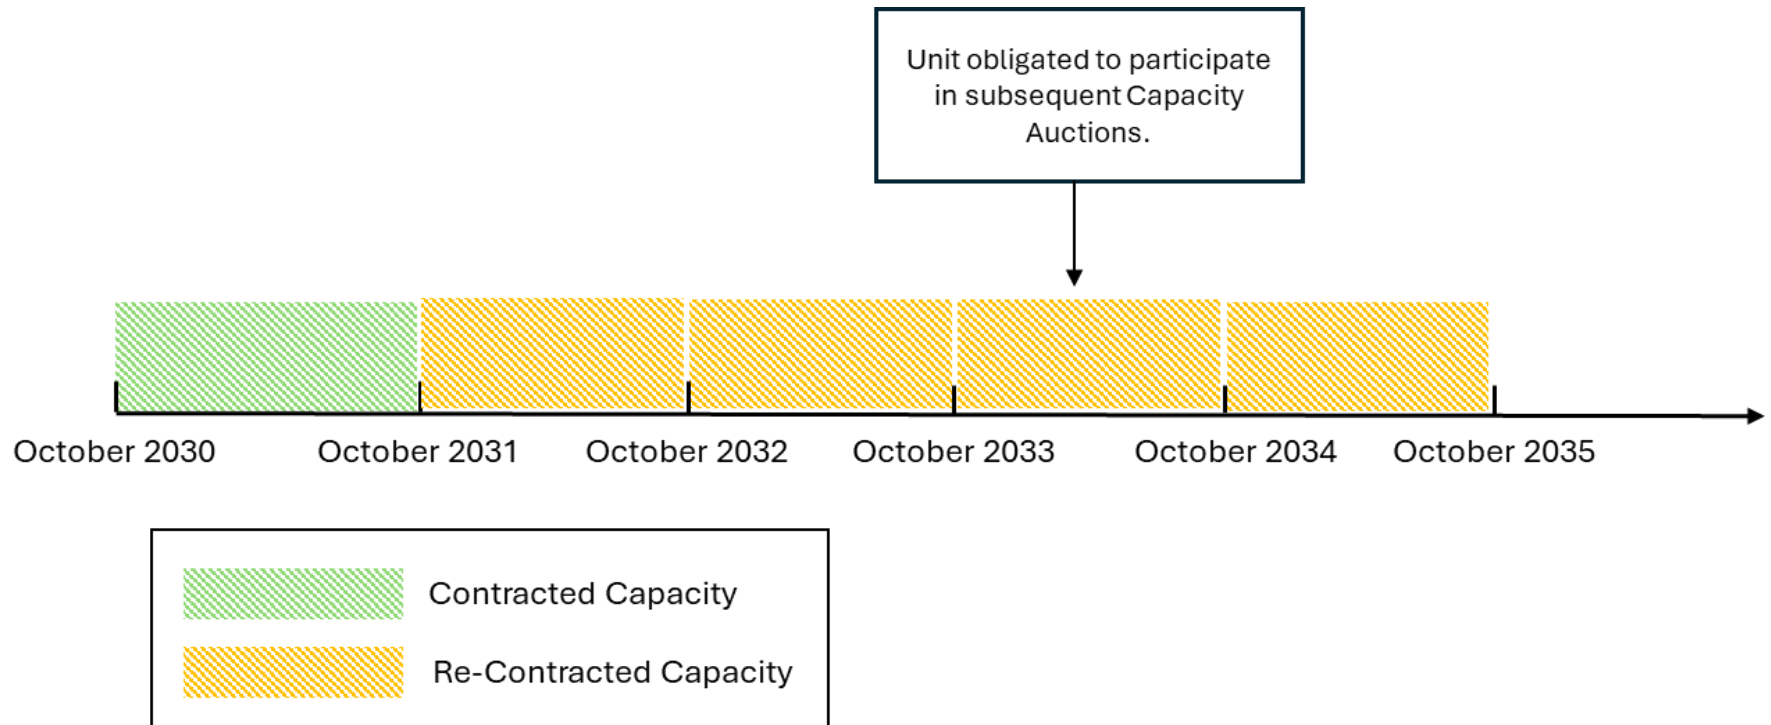 Unit obligated to participate
in subsequent Capacity
Auctions.
October 2030
October 2031
October 2032
October 2033
October 2034
October 2035
Contracted Capacity
Re-Contracted Capacity